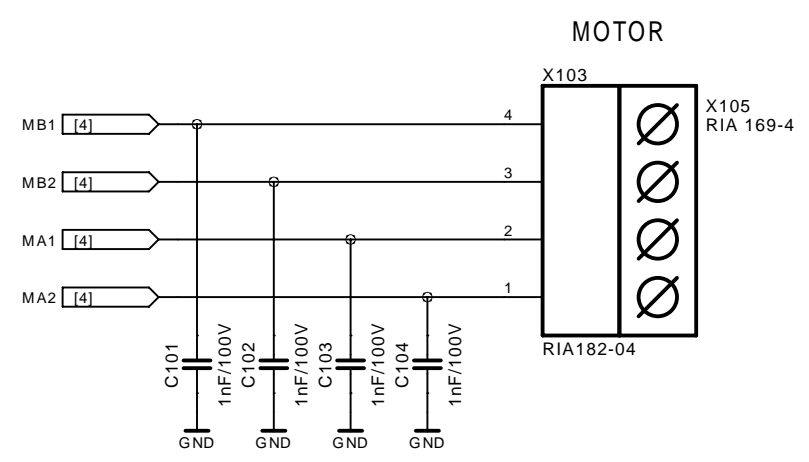 MOTOR
X103
X105
RIA 169-4
MB1 [4] 4
MB2 [4] 3
MA1 [4] 2
MA2 [4] 1
RIA182-04
C101 1nF/100V C102 1nF/100V C103 1nF/100V C104 1nF/100V
GND GND GND GND